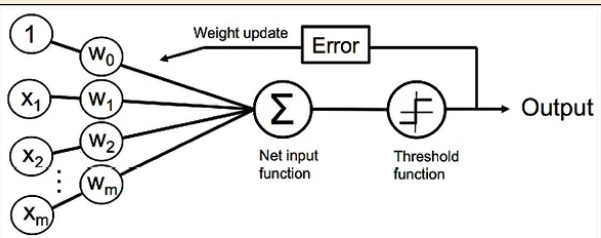 1
w0
Weight update
Error
x1
w1
Σ
Output
x2
w2
Net input
function
Threshold
function
wm
xm